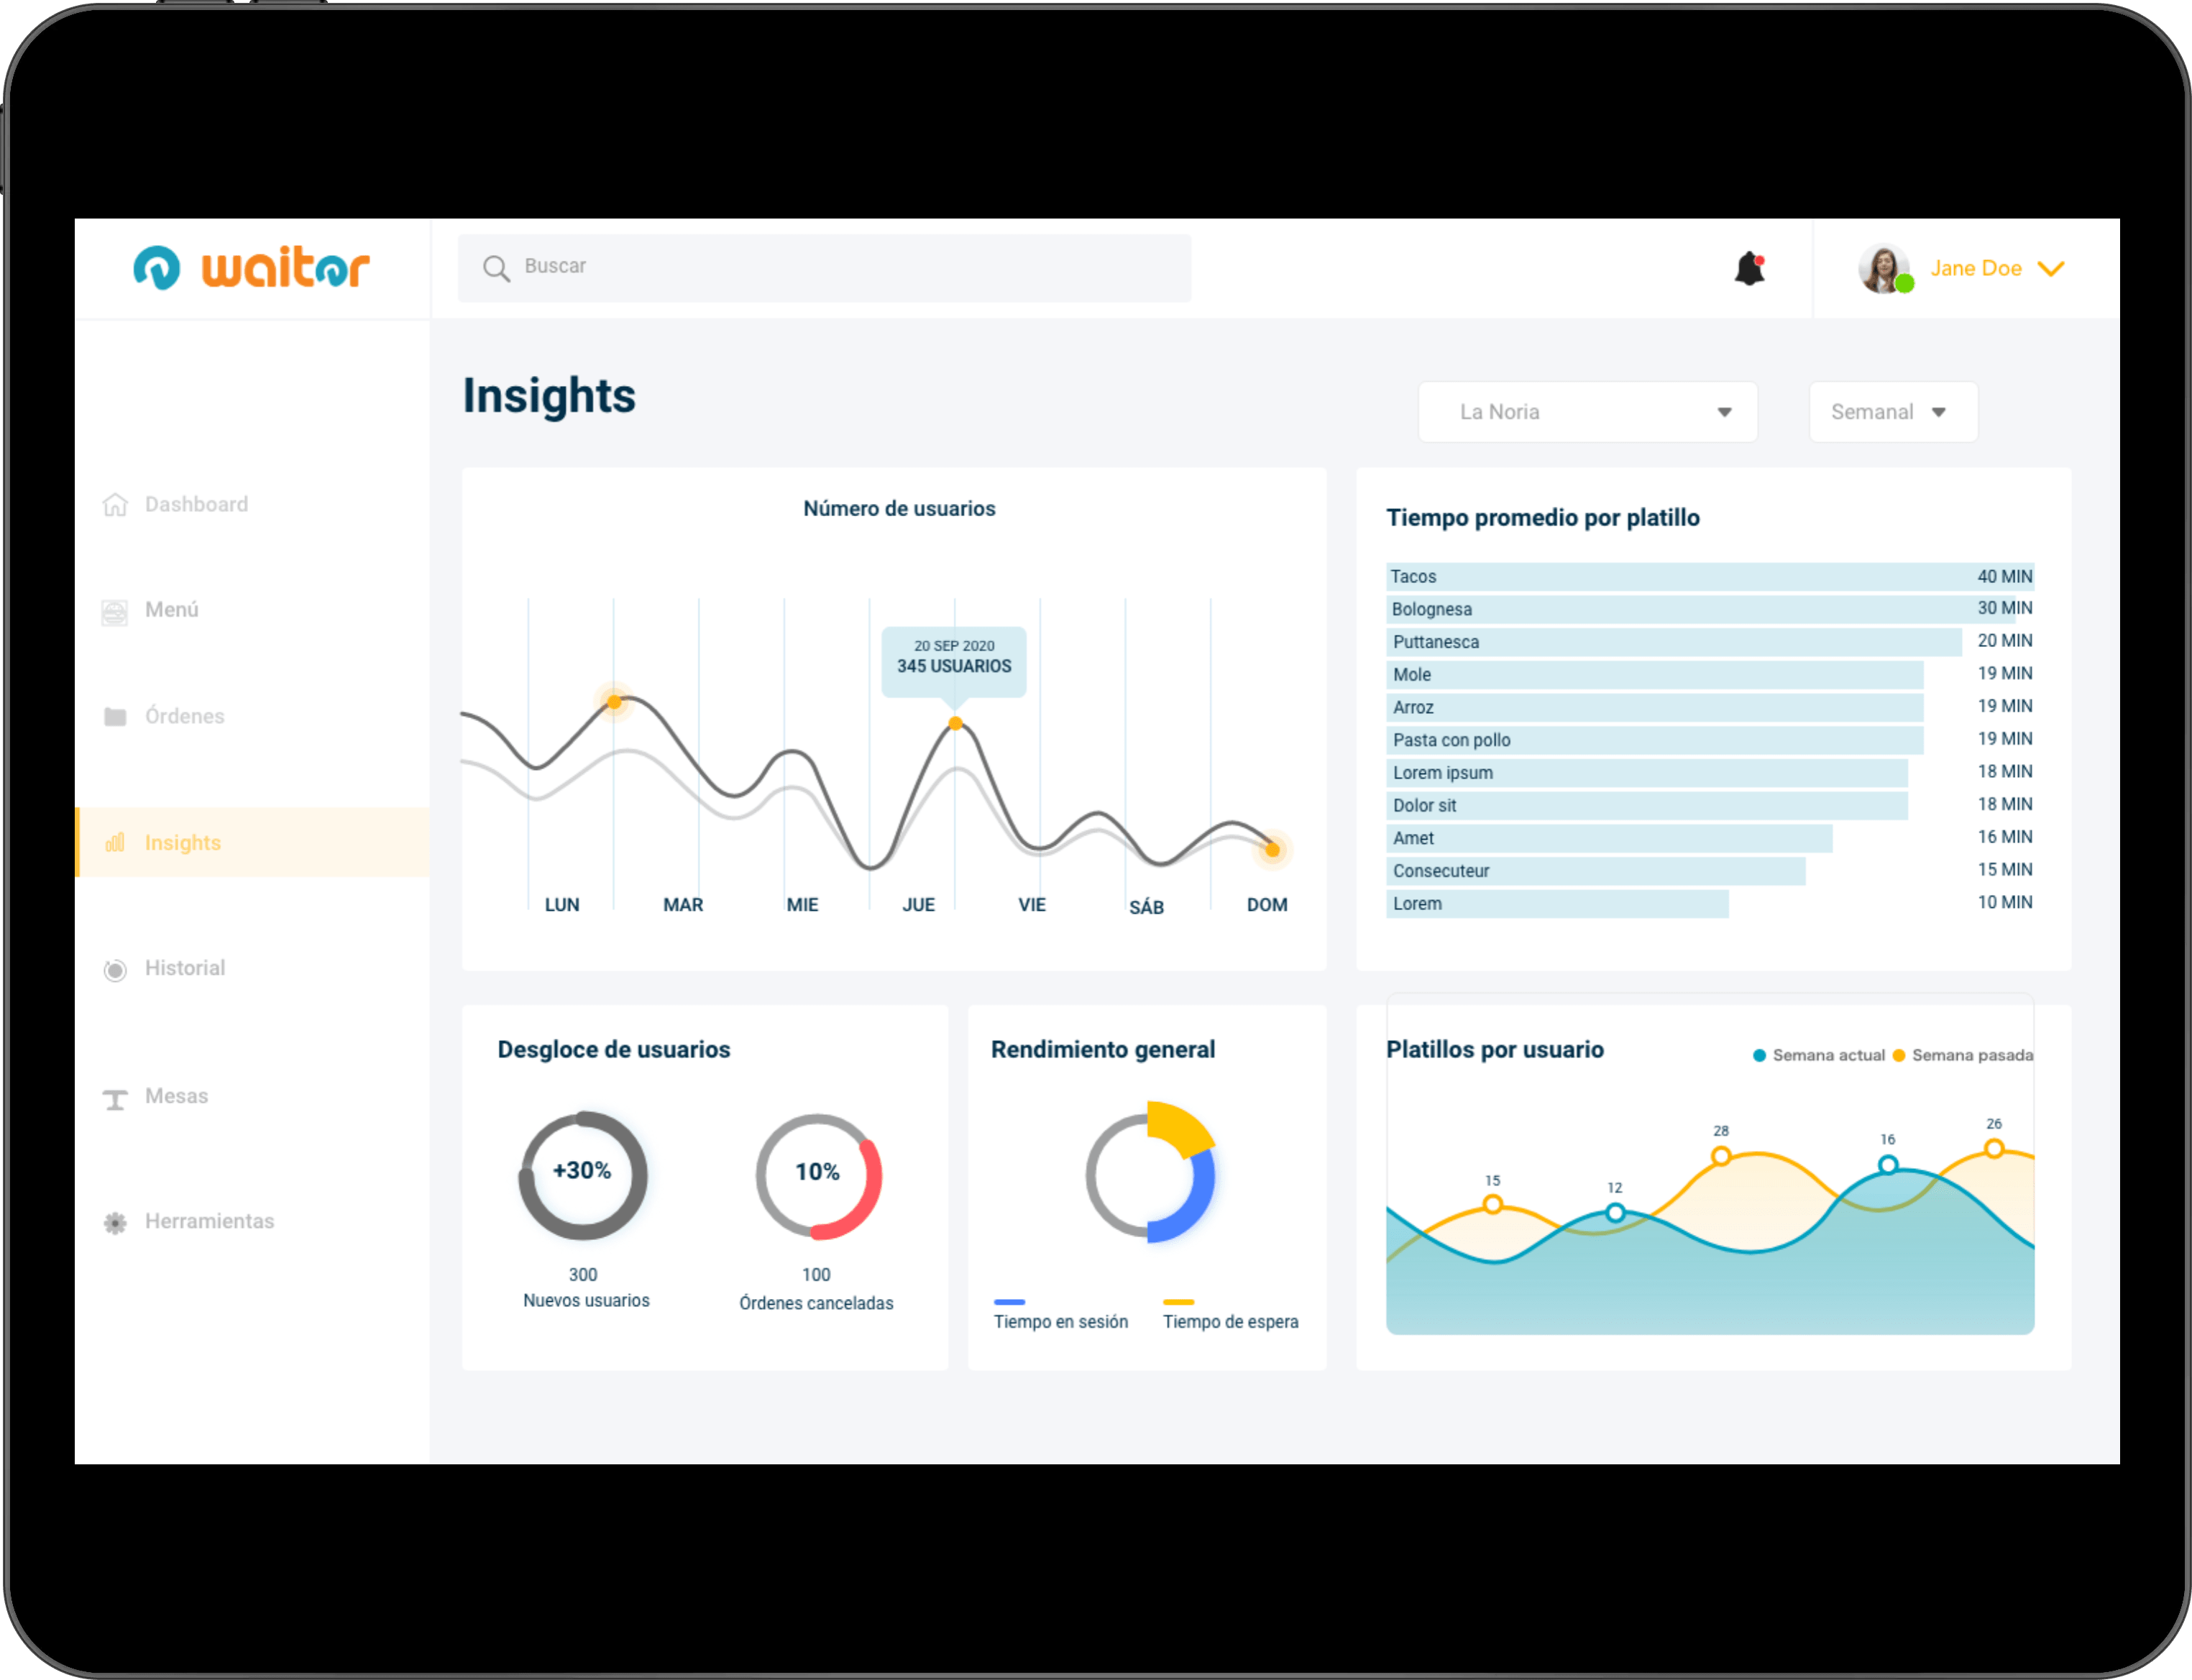 waitor
Buscar
Jane Doe
Insights
La Noria
Semanal
Dashboard
Menú
Órdenes
Insights
Historial
Mesas
Herramientas
Número de usuarios
20 SEP 2020
345 USUARIOS
LUN MAR MIE JUE VIE SÁB DOM
Tiempo promedio por platillo
Tacos 40 MIN
Bolognesa 30 MIN
Puttanesca 20 MIN
Mole 19 MIN
Arroz 19 MIN
Pasta con pollo 19 MIN
Lorem ipsum 18 MIN
Dolor sit 18 MIN
Amet 16 MIN
Consecuteur 15 MIN
Lorem 10 MIN
Desgloce de usuarios
+30%
300
Nuevos usuarios
10%
100
Órdenes canceladas
Rendimiento general
Tiempo en sesión
Tiempo de espera
Platillos por usuario
Semana actual
Semana pasada
15
12
28
16
26